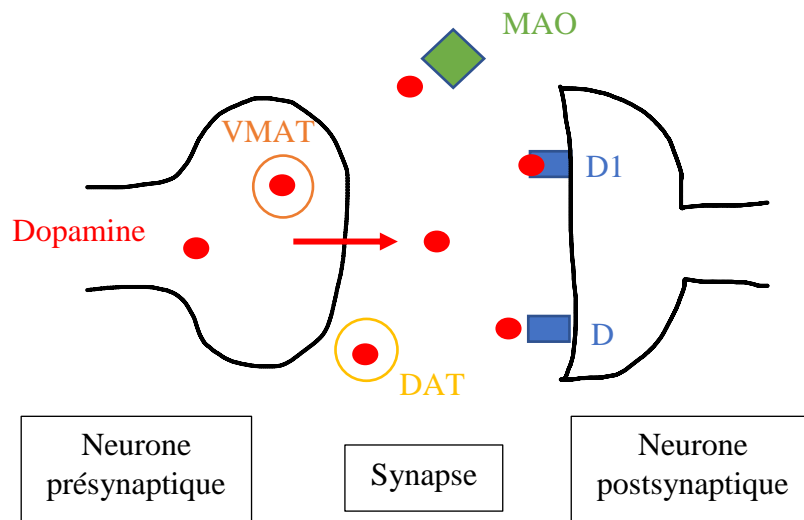 MAO
VMAT
D1
Dopamine
D
DAT
Neurone
présynaptique
Synapse
Neurone
postsynaptique